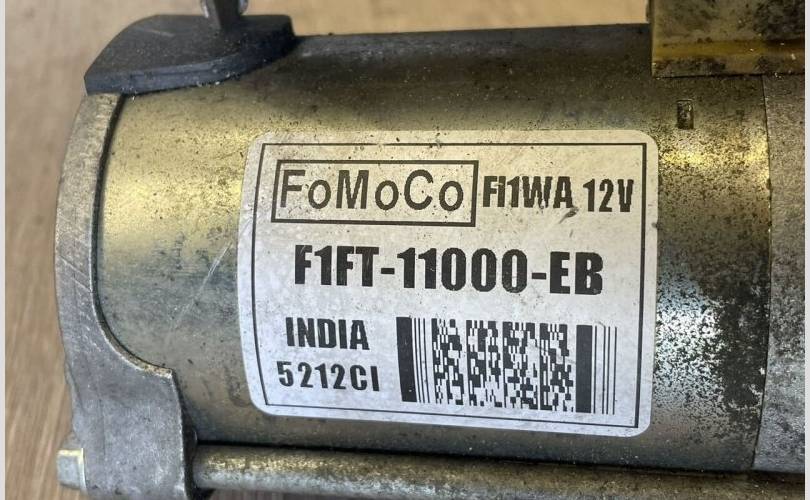 FoMoCo FI1WA 12V
F1FT-11000-EB
INDIA
5212CI